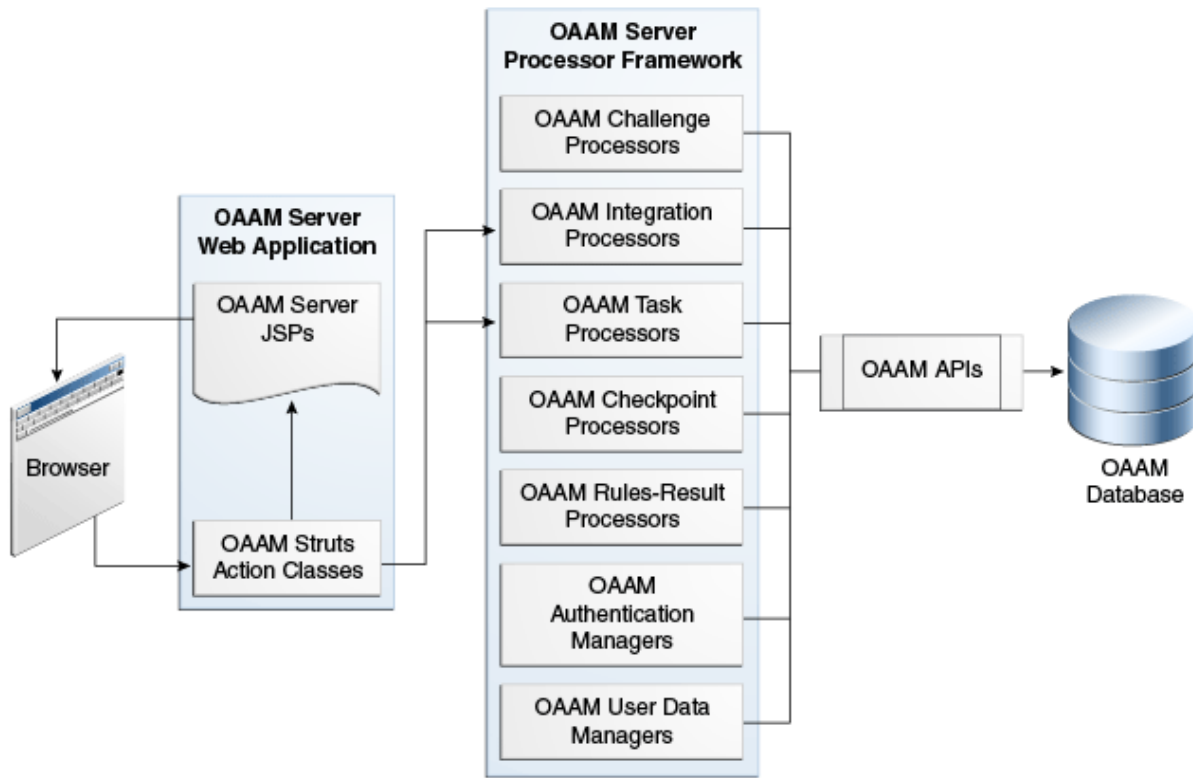 OAAM Server
Processor Framework
OAAM Challenge
Processors
OAAM Integration
Processors
OAAM Task
Processors
OAAM Checkpoint
Processors
OAAM Rules-Result
Processors
OAAM
Authentication
Managers
OAAM User Data
Managers
OAAM Server
Web Application
OAAM Server
JSPs
OAAM Struts
Action Classes
Browser
OAAM APIs
OAAM
Database